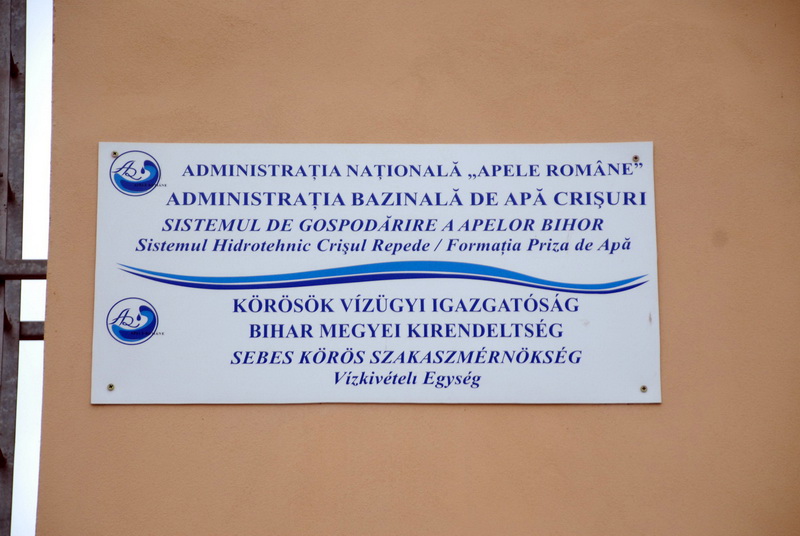 ADMINISTRAȚIA NAȚIONALĂ „APELE ROMÂNE”
ADMINISTRAȚIA BAZINALĂ DE APĂ CRIŞURI
SISTEMUL DE GOSPODĂRIRE A APELOR BIHOR
Sistemul Hidrotehnic Crişul Repede / Formația Priza de Apă
KÖRÖSÖK VÍZÜGYI IGAZGATÓSÁG
BIHAR MEGYEI KIRENDELTSÉG
SEBES KÖRÖS SZAKASZMÉRNÖKSÉG
Vízkivételı Egység